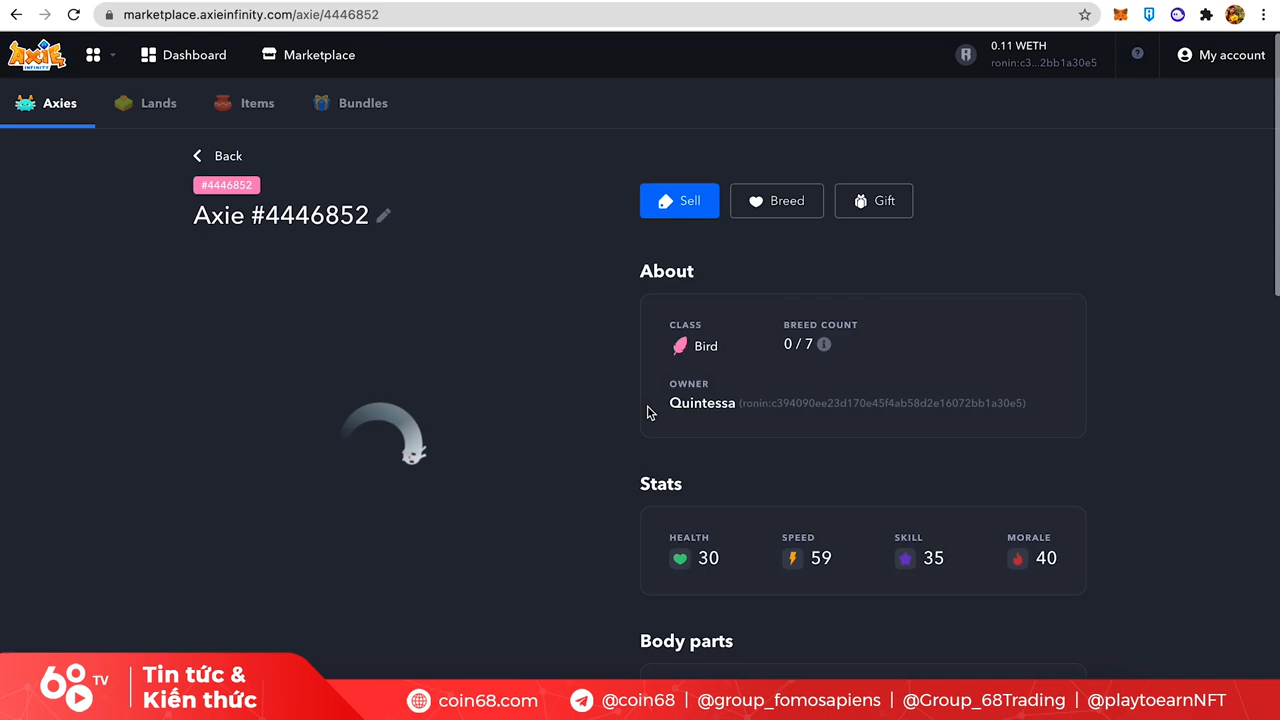 marketplace.axieinfinity.com/axie/4446852
AXIE
INFINITY
Dashboard
Marketplace
0.11 WETH
ronin:c3...2bb1a30e5
?
My account
Axies
Lands
Items
Bundles
Back
#4446852
Axie #4446852
Sell
Breed
Gift
About
CLASS
BREED COUNT
Bird
0 / 7
OWNER
Quintessa (ronin:c394090ee23d170e45f4ab58d2e16072bb1a30e5)
Stats
HEALTH
SPEED
SKILL
MORALE
30
59
35
40
Body parts
68 TV
Tin tức &
Kiến thức
coin68.com
@coin68 | @group_fomosapiens | @Group_68Trading | @playtoearnNFT